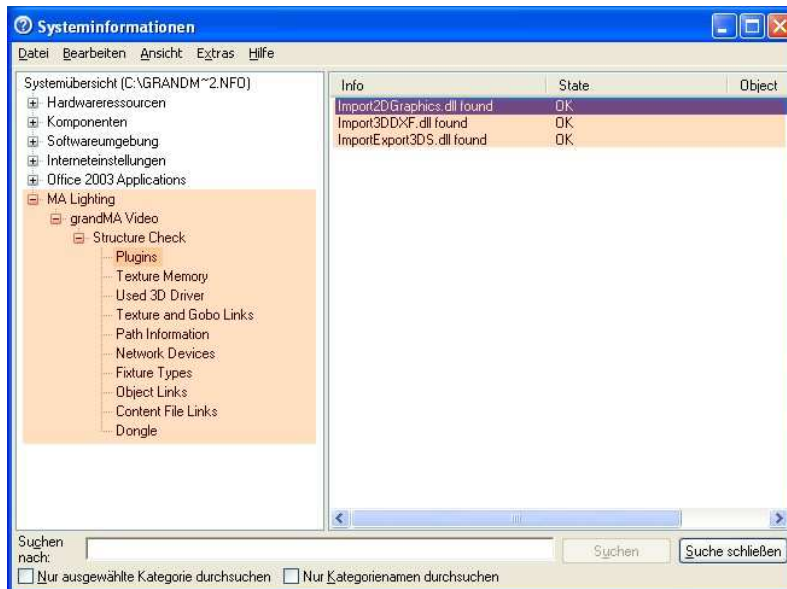 Systeminformationen
Datei Bearbeiten Ansicht Extras Hilfe
Systemübersicht (C:\GRANDM~2.NFO)
Hardwareressourcen
Komponenten
Softwareumgebung
Interneteinstellungen
Office 2003 Applications
MA Lighting
grandMA Video
Structure Check
Plugins
Texture Memory
Used 3D Driver
Texture and Gobo Links
Path Information
Network Devices
Fixture Types
Object Links
Content File Links
Dongle
Info State Object
Import2DGraphics.dll found OK
Import3DDXF.dll found OK
ImportExport3DS.dll found OK
Suchen nach:
Suchen
Suche schließen
Nur ausgewählte Kategorie durchsuchen
Nur Kategorienamen durchsuchen